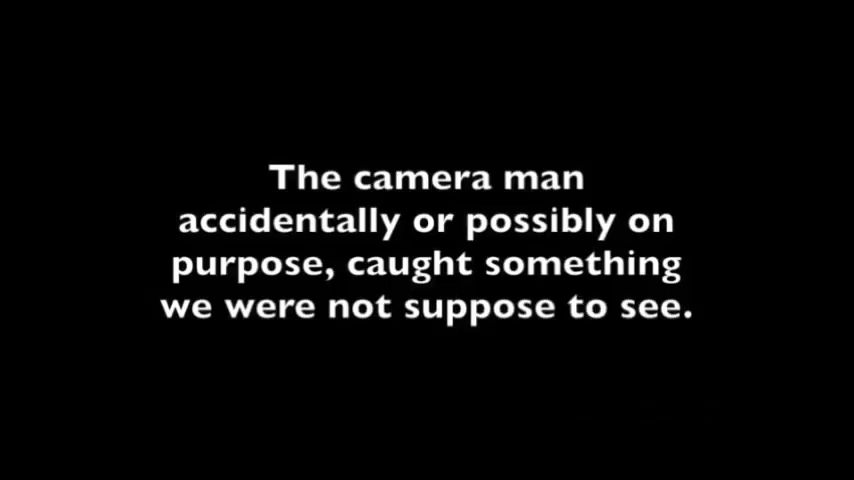 The camera man
accidentally or possibly on
purpose, caught something
we were not suppose to see.